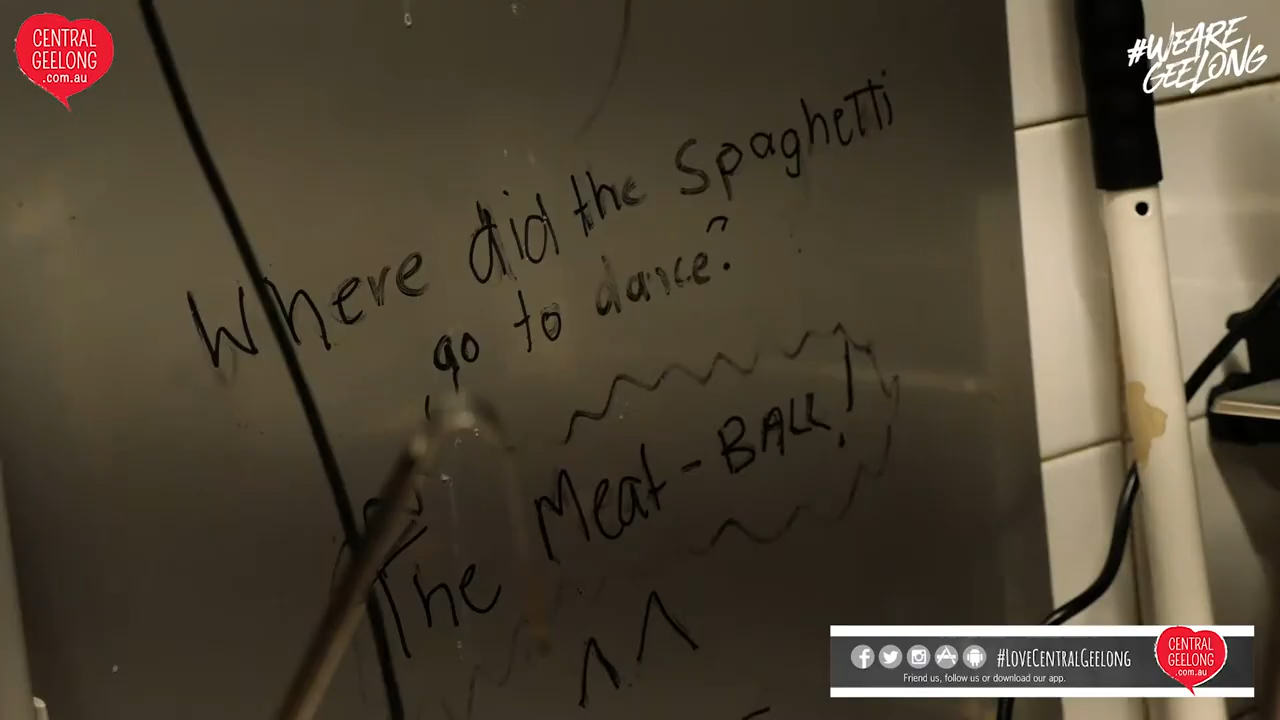 CENTRAL
GEELONG
.com.au
#WEARE
GEELONG
Where did the Spaghetti
go to dance?
The Meat-BALL!
#LOVECENTRALGEELONG
Friend us, follow us or download our app.
CENTRAL
GEELONG
.com.au